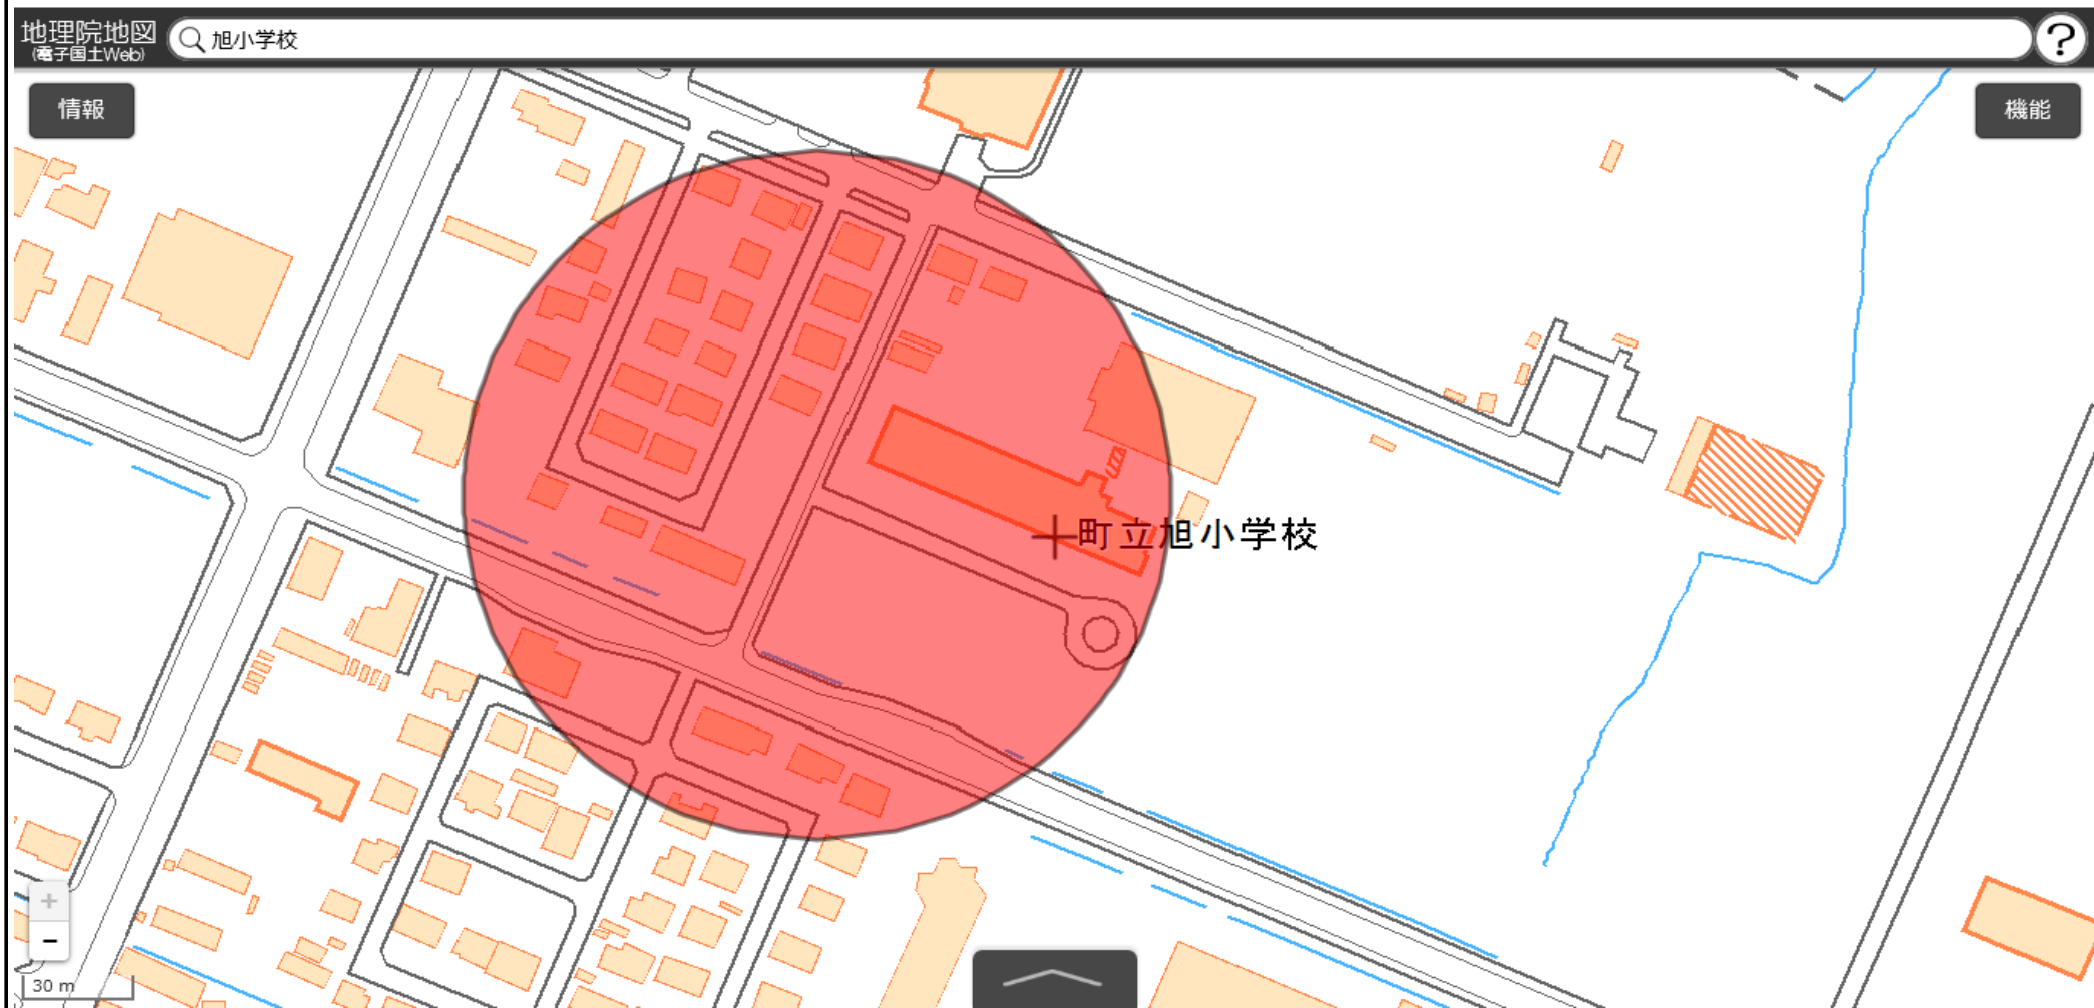 地理院地図
(電子国土Web)
旭小学校
?
情報
機能
町立旭小学校
+
-
30 m